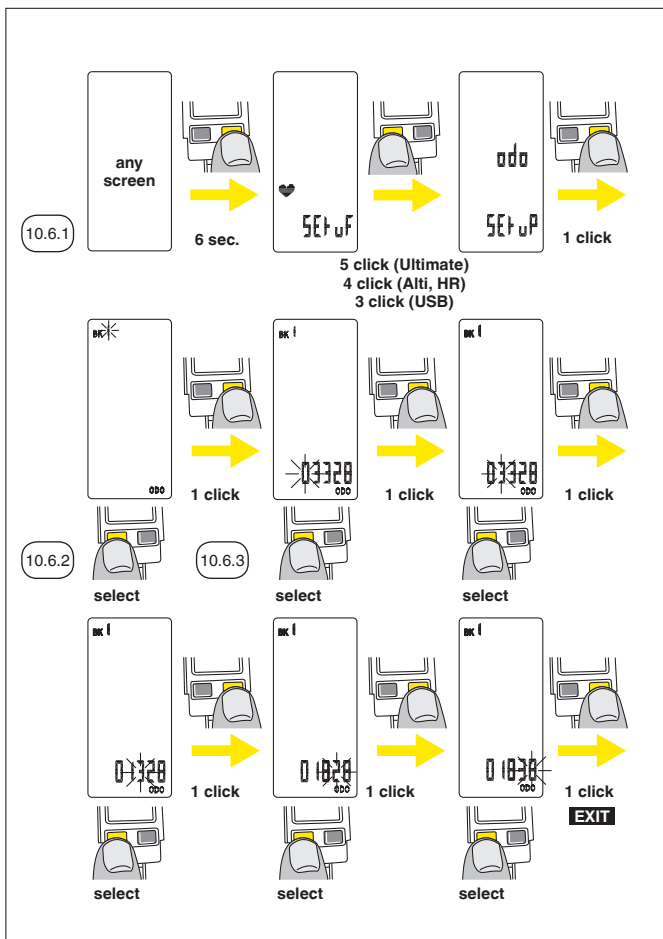 any
screen
10.6.1
6 sec.
SEtuF
5 click (Ultimate)
4 click (Alti, HR)
3 click (USB)
odo
SEtuP
1 click
BK 1
ODO
1 click
BK 1
03328
ODO
1 click
BK 1
03328
ODO
1 click
10.6.2
select
10.6.3
select
select
BK 1
01328
ODO
1 click
BK 1
01828
ODO
1 click
BK 1
01838
ODO
1 click
EXIT
select
select
select